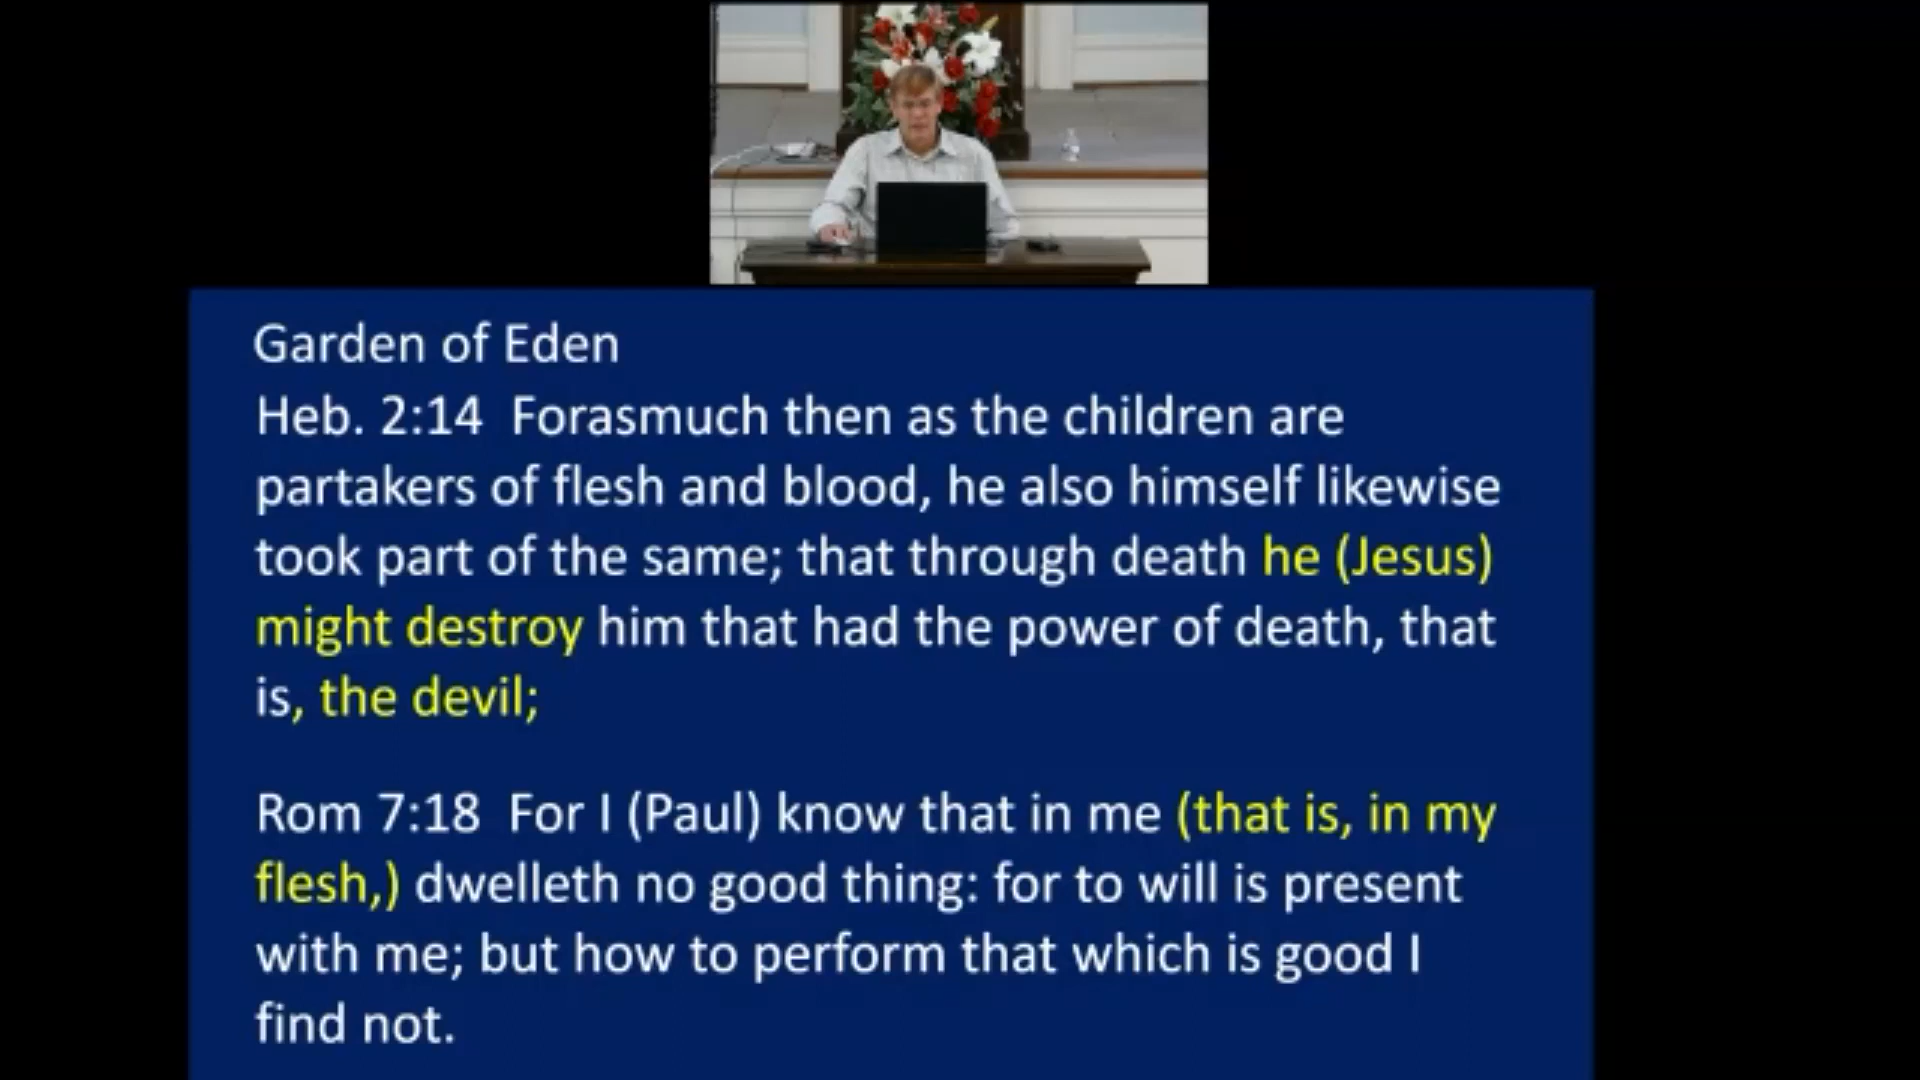 Garden of Eden
Heb. 2:14  Forasmuch then as the children are
partakers of flesh and blood, he also himself likewise
took part of the same; that through death he (Jesus)
might destroy him that had the power of death, that
is, the devil;
Rom 7:18  For I (Paul) know that in me (that is, in my
flesh,) dwelleth no good thing: for to will is present
with me; but how to perform that which is good I
find not.